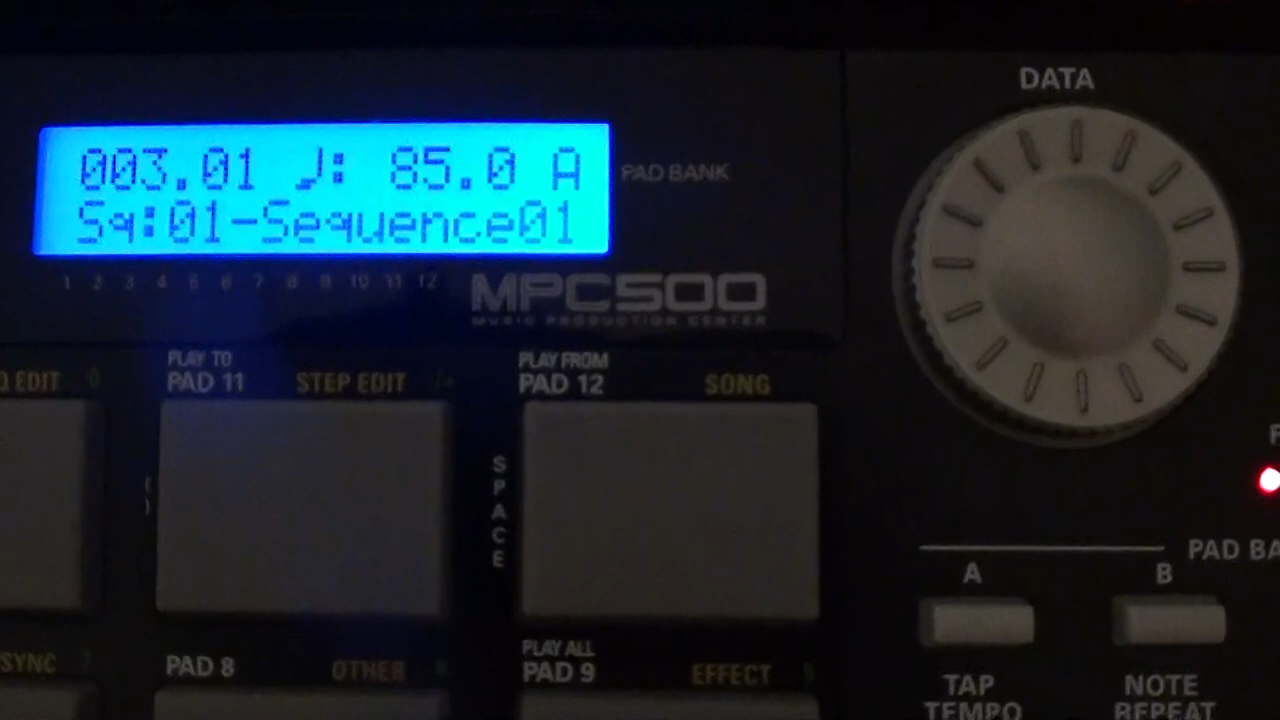 DATA
003.01 ♩: 85.0 A
PAD BANK
Sq:01-Sequence01
1 2 3 4 5 6 7 8 9 10 11 12
MPC500
MUSIC PRODUCTION CENTER
PLAY TO
PLAY FROM
EDIT
PAD 11
STEP EDIT
PAD 12
SONG
SPACE
PAD BA
A
B
PLAY ALL
SYNC
PAD 8
OTHER
PAD 9
EFFECT
TAP
TEMPO
NOTE
REPEAT